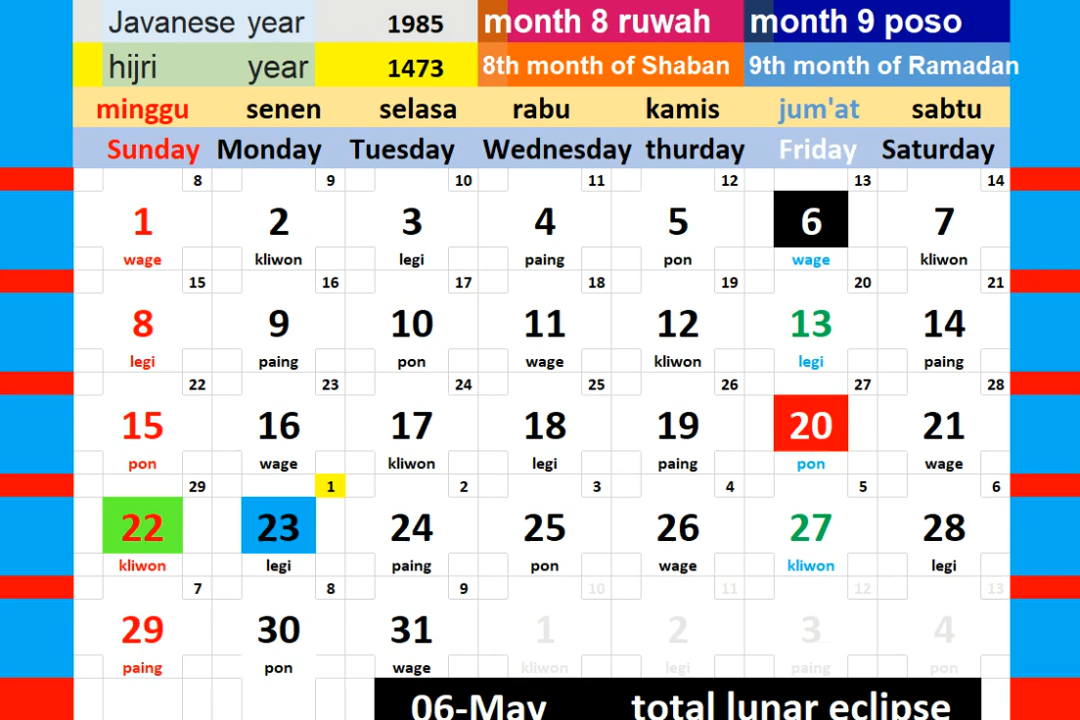 Javanese year 1985 month 8 ruwah month 9 poso
hijri year 1473 8th month of Shaban 9th month of Ramadan
minggu senen selasa rabu kamis jum'at sabtu
Sunday Monday Tuesday Wednesday thurday Friday Saturday
8 9 10 11 12 13 14
1 2 3 4 5 6 7
wage kliwon legi paing pon wage kliwon
15 16 17 18 19 20 21
8 9 10 11 12 13 14
legi paing pon wage kliwon legi paing
22 23 24 25 26 27 28
15 16 17 18 19 20 21
pon wage kliwon legi paing pon wage
29 1 2 3 4 5 6
22 23 24 25 26 27 28
kliwon legi paing pon wage kliwon legi
7 8 9 10 11 12 13
29 30 31 1 2 3 4
paing pon wage kliwon legi paing pon
06-May total lunar eclipse